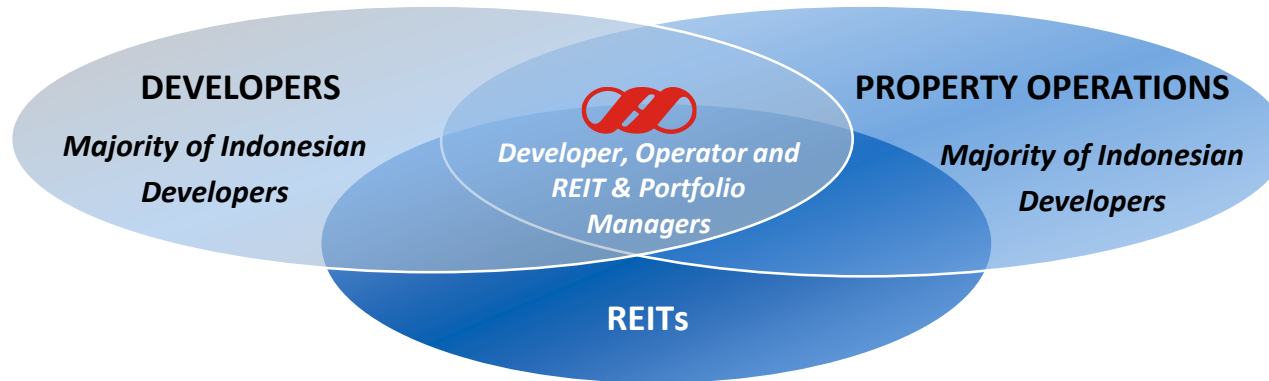 DEVELOPERS
Majority of Indonesian
Developers
Developer, Operator and
REIT & Portfolio
Managers
PROPERTY OPERATIONS
Majority of Indonesian
Developers
REITs